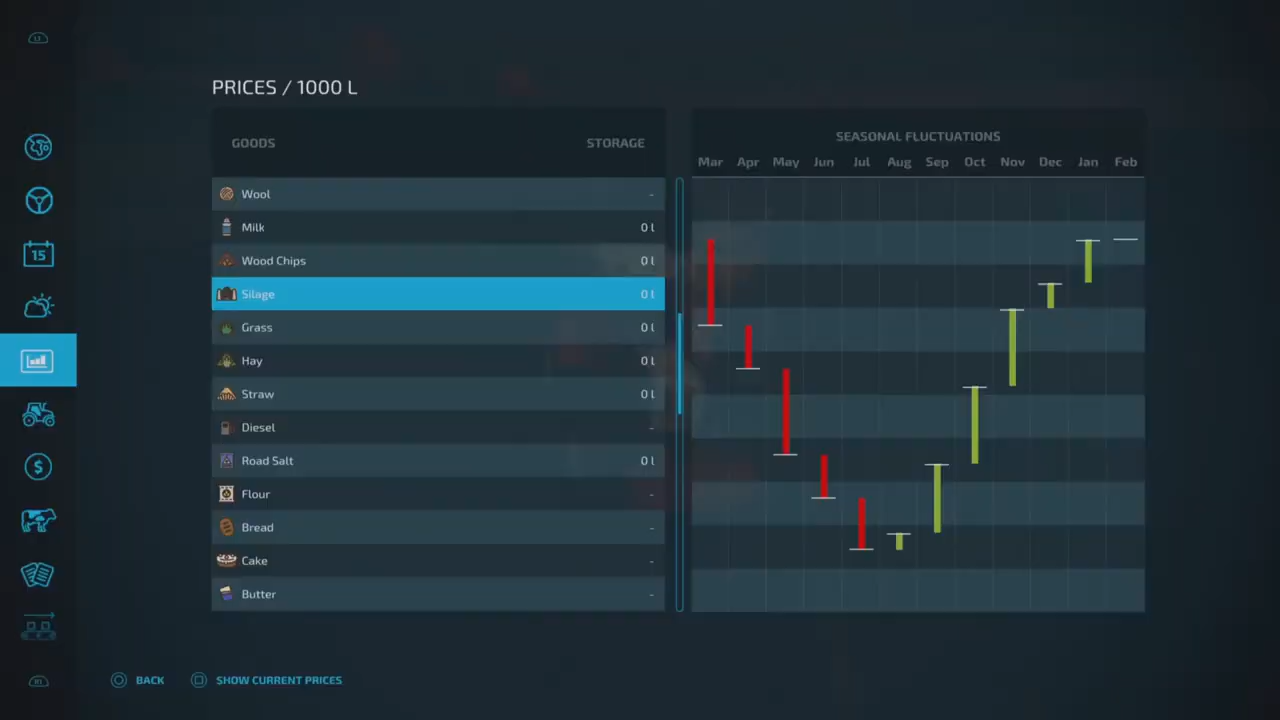 PRICES / 1000 L
GOODS STORAGE
SEASONAL FLUCTUATIONS
Mar Apr May Jun Jul Aug Sep Oct Nov Dec Jan Feb
Wool -
Milk 0 l
Wood Chips 0 l
Silage 0 l
Grass 0 l
Hay 0 l
Straw 0 l
Diesel -
Road Salt 0 l
Flour -
Bread -
Cake -
Butter -
15
$
BACK SHOW CURRENT PRICES